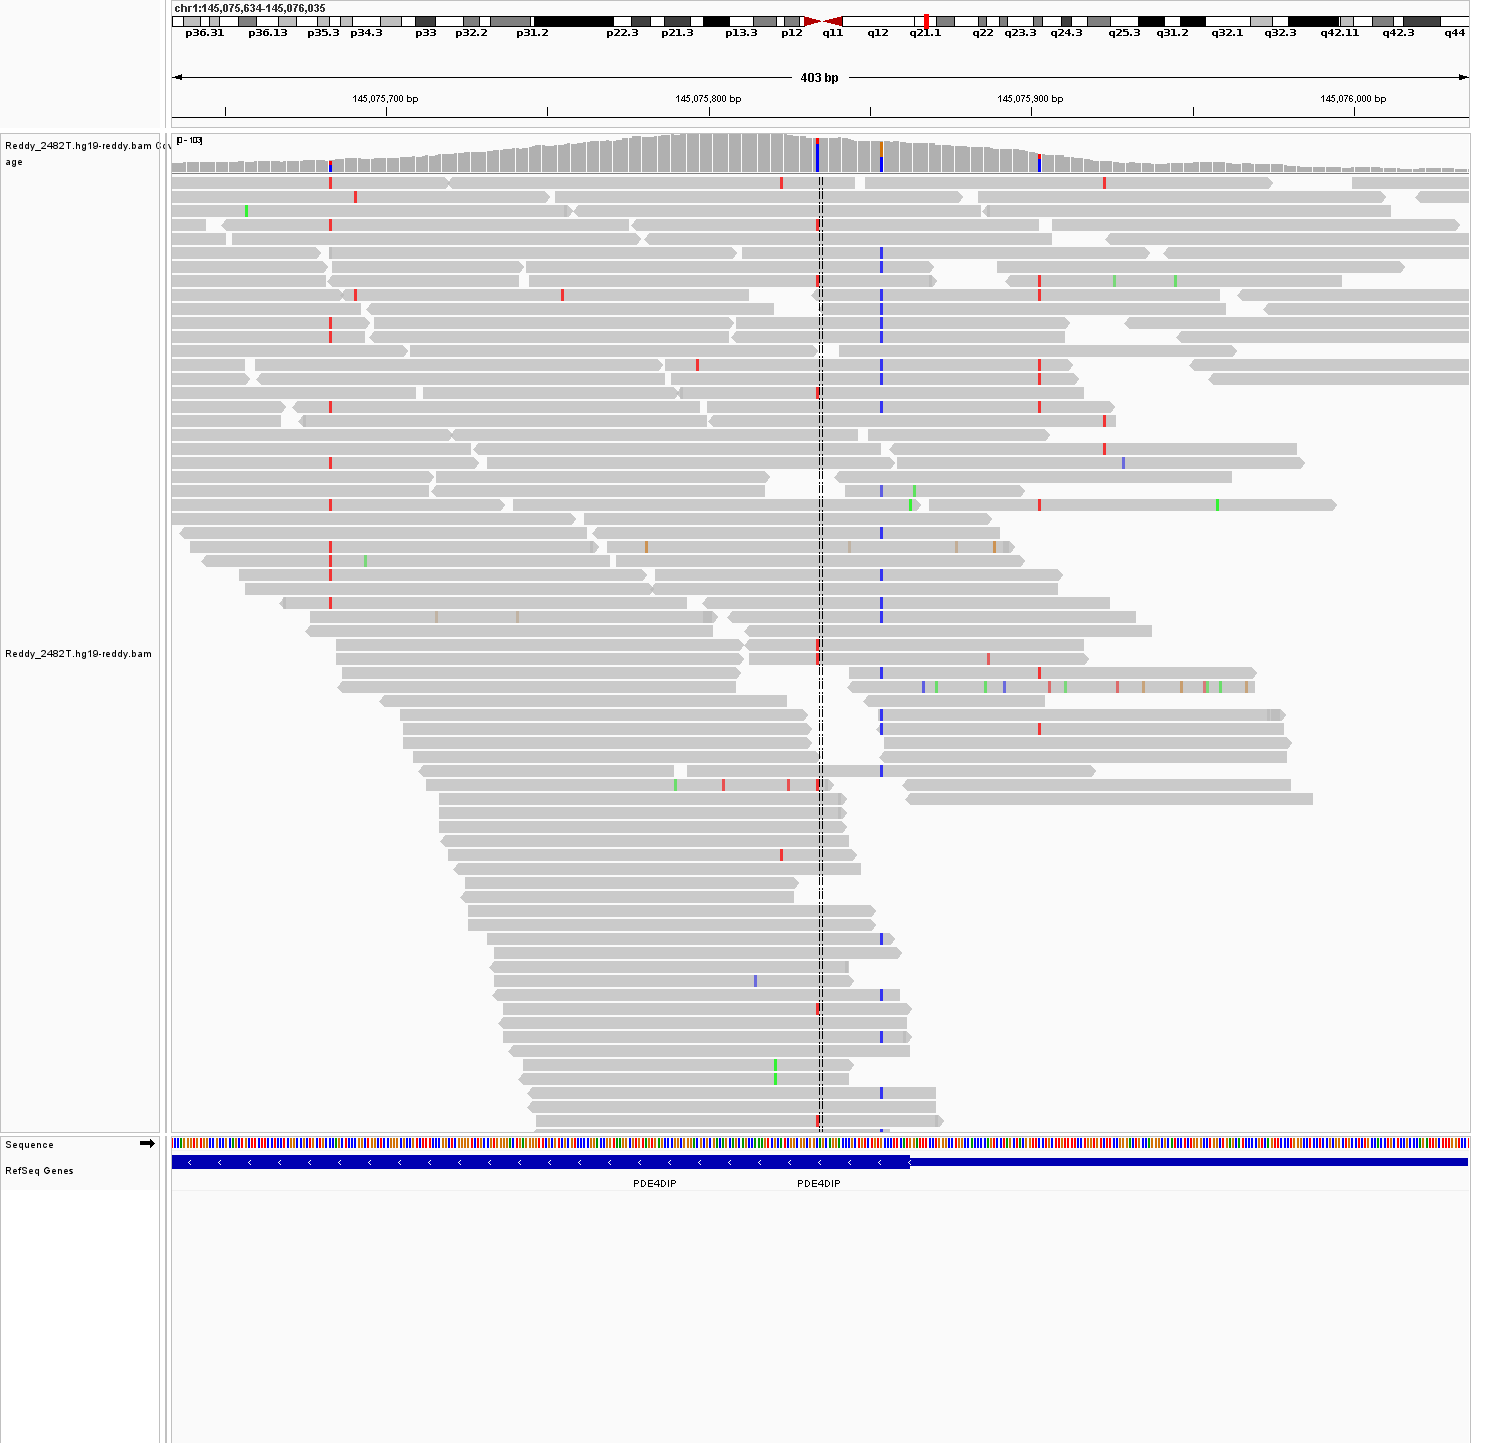 chr1:145,075,634-145,076,035
p36.31 p36.13 p35.3 p34.3 p33 p32.2 p31.2 p22.3 p21.3 p13.3 p12 q11 q12 q21.1 q22 q23.3 q24.3 q25.3 q31.2 q32.1 q32.3 q42.11 q42.3 q44
403 bp
145,075,700 bp 145,075,800 bp 145,075,900 bp 145,076,000 bp
[0 - 103]
Reddy_2482T.hg19-reddy.bam Cov
age
Reddy_2482T.hg19-reddy.bam
Sequence
RefSeq Genes
PDE4DIP PDE4DIP